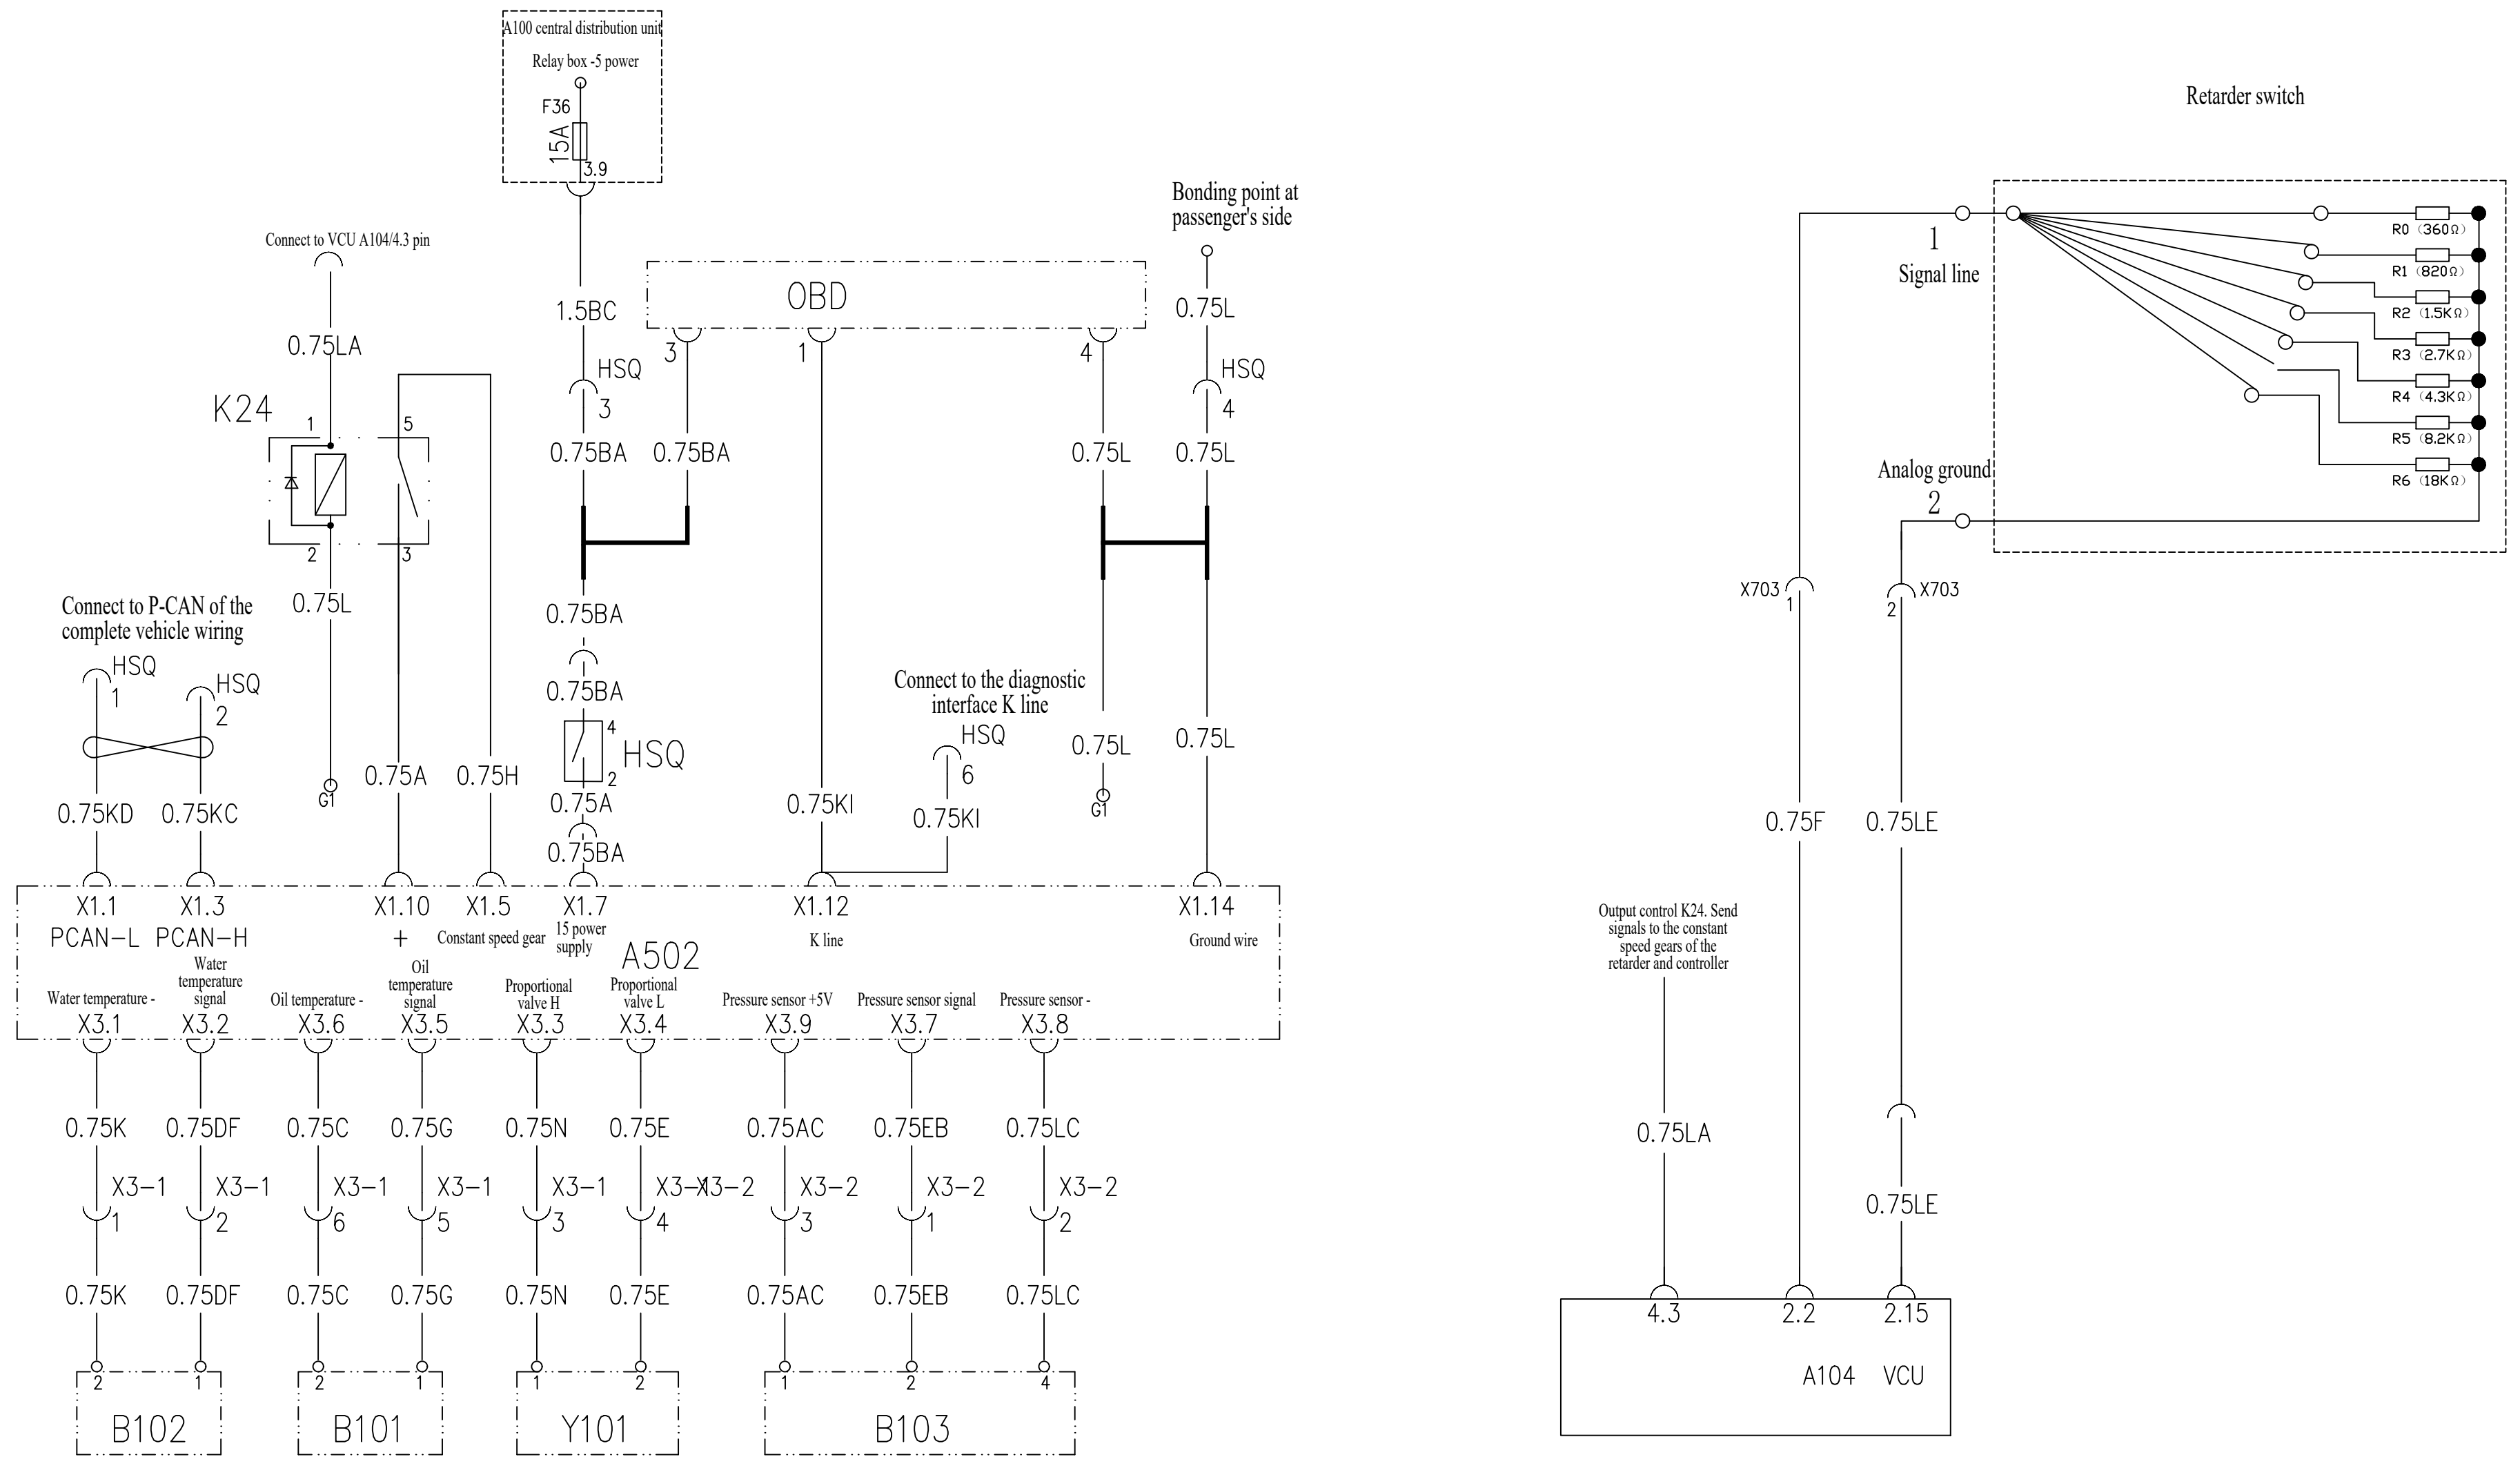 A100 central distribution unit
Relay box -5 power
F36
15A
3.9
Retarder switch
Bonding point at
passenger's side
Connect to VCU A104/4.3 pin
0.75LA
K24
1
5
2
3
0.75L
G1
0.75A
0.75H
1.5BC
HSQ
3
0.75BA
0.75BA
0.75BA
0.75BA
4
HSQ
2
0.75A
0.75BA
OBD
3
1
4
0.75L
HSQ
4
0.75L
0.75L
0.75L
0.75L
G1
Connect to P-CAN of the
complete vehicle wiring
HSQ
1
HSQ
2
0.75KD
0.75KC
Connect to the diagnostic
interface K line
HSQ
6
0.75KI
0.75KI
X1.1
X1.3
X1.10
X1.5
X1.7
X1.12
X1.14
PCAN-L
PCAN-H
+
Constant speed gear
15 power
supply
K line
Ground wire
A502
Water temperature -
Water
temperature
signal
Oil temperature -
Oil
temperature
signal
Proportional
valve H
Proportional
valve L
Pressure sensor +5V
Pressure sensor signal
Pressure sensor -
X3.1
X3.2
X3.6
X3.5
X3.3
X3.4
X3.9
X3.7
X3.8
0.75K
0.75DF
0.75C
0.75G
0.75N
0.75E
0.75AC
0.75EB
0.75LC
X3-1
X3-1
X3-1
X3-1
X3-1
X3-1
X3-2
X3-2
X3-2
X3-2
1
2
6
5
3
4
3
1
2
0.75K
0.75DF
0.75C
0.75G
0.75N
0.75E
0.75AC
0.75EB
0.75LC
2
1
2
1
1
2
1
2
4
B102
B101
Y101
B103
1
Signal line
R0 (360Ω)
R1 (820Ω)
R2 (1.5KΩ)
R3 (2.7KΩ)
R4 (4.3KΩ)
R5 (8.2KΩ)
R6 (18KΩ)
Analog ground
2
X703
1
X703
2
0.75F
0.75LE
Output control K24. Send
signals to the constant
speed gears of the
retarder and controller
0.75LA
0.75LE
4.3
2.2
2.15
A104 VCU